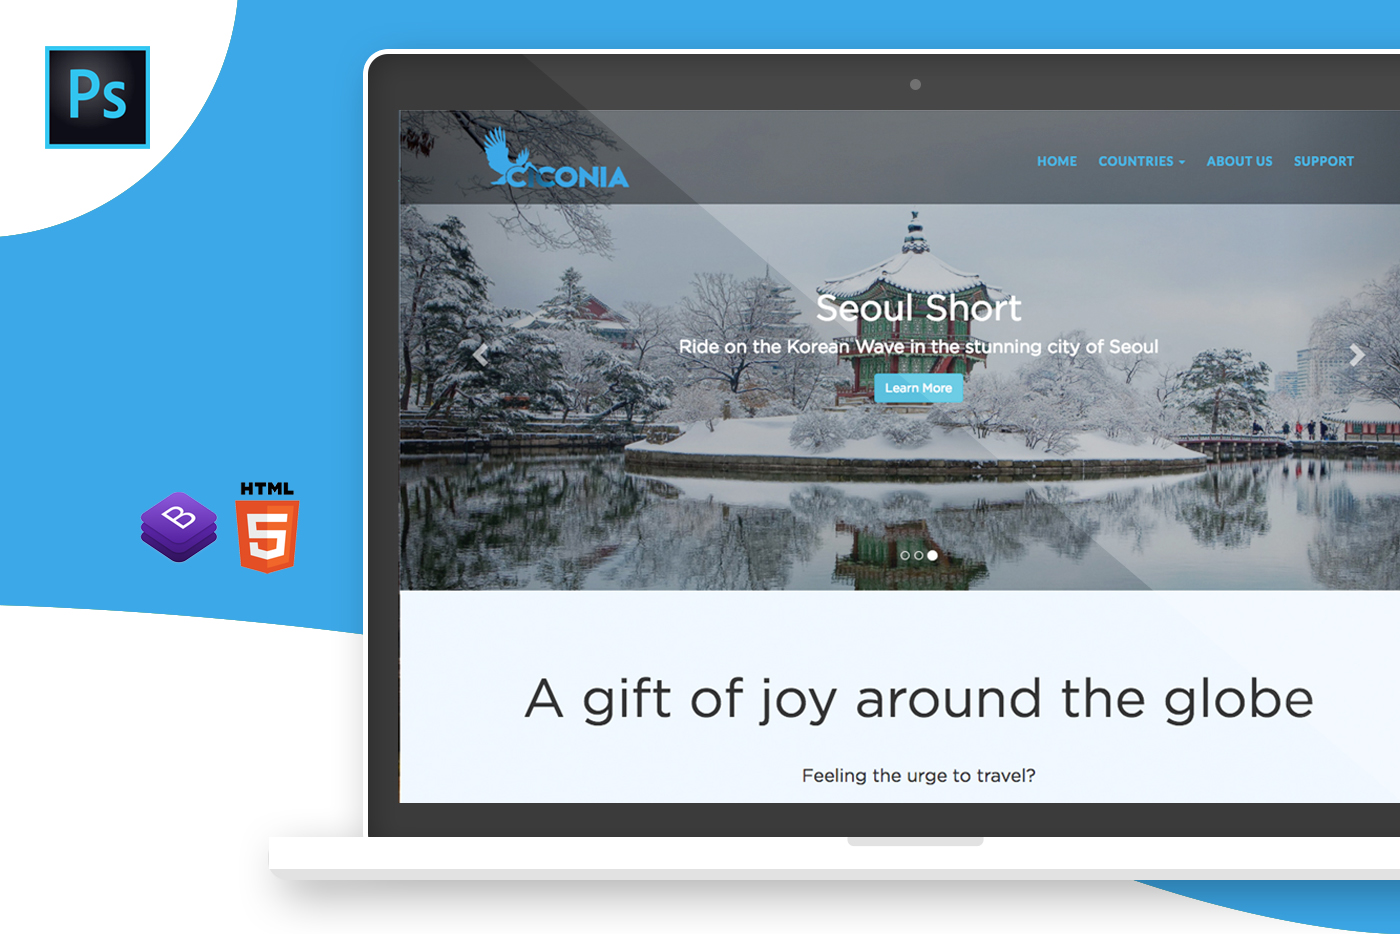 Ps
CICONIA
HOME COUNTRIES ABOUT US SUPPORT
Seoul Short
Ride on the Korean Wave in the stunning city of Seoul
Learn More
B
HTML
5
A gift of joy around the globe
Feeling the urge to travel?